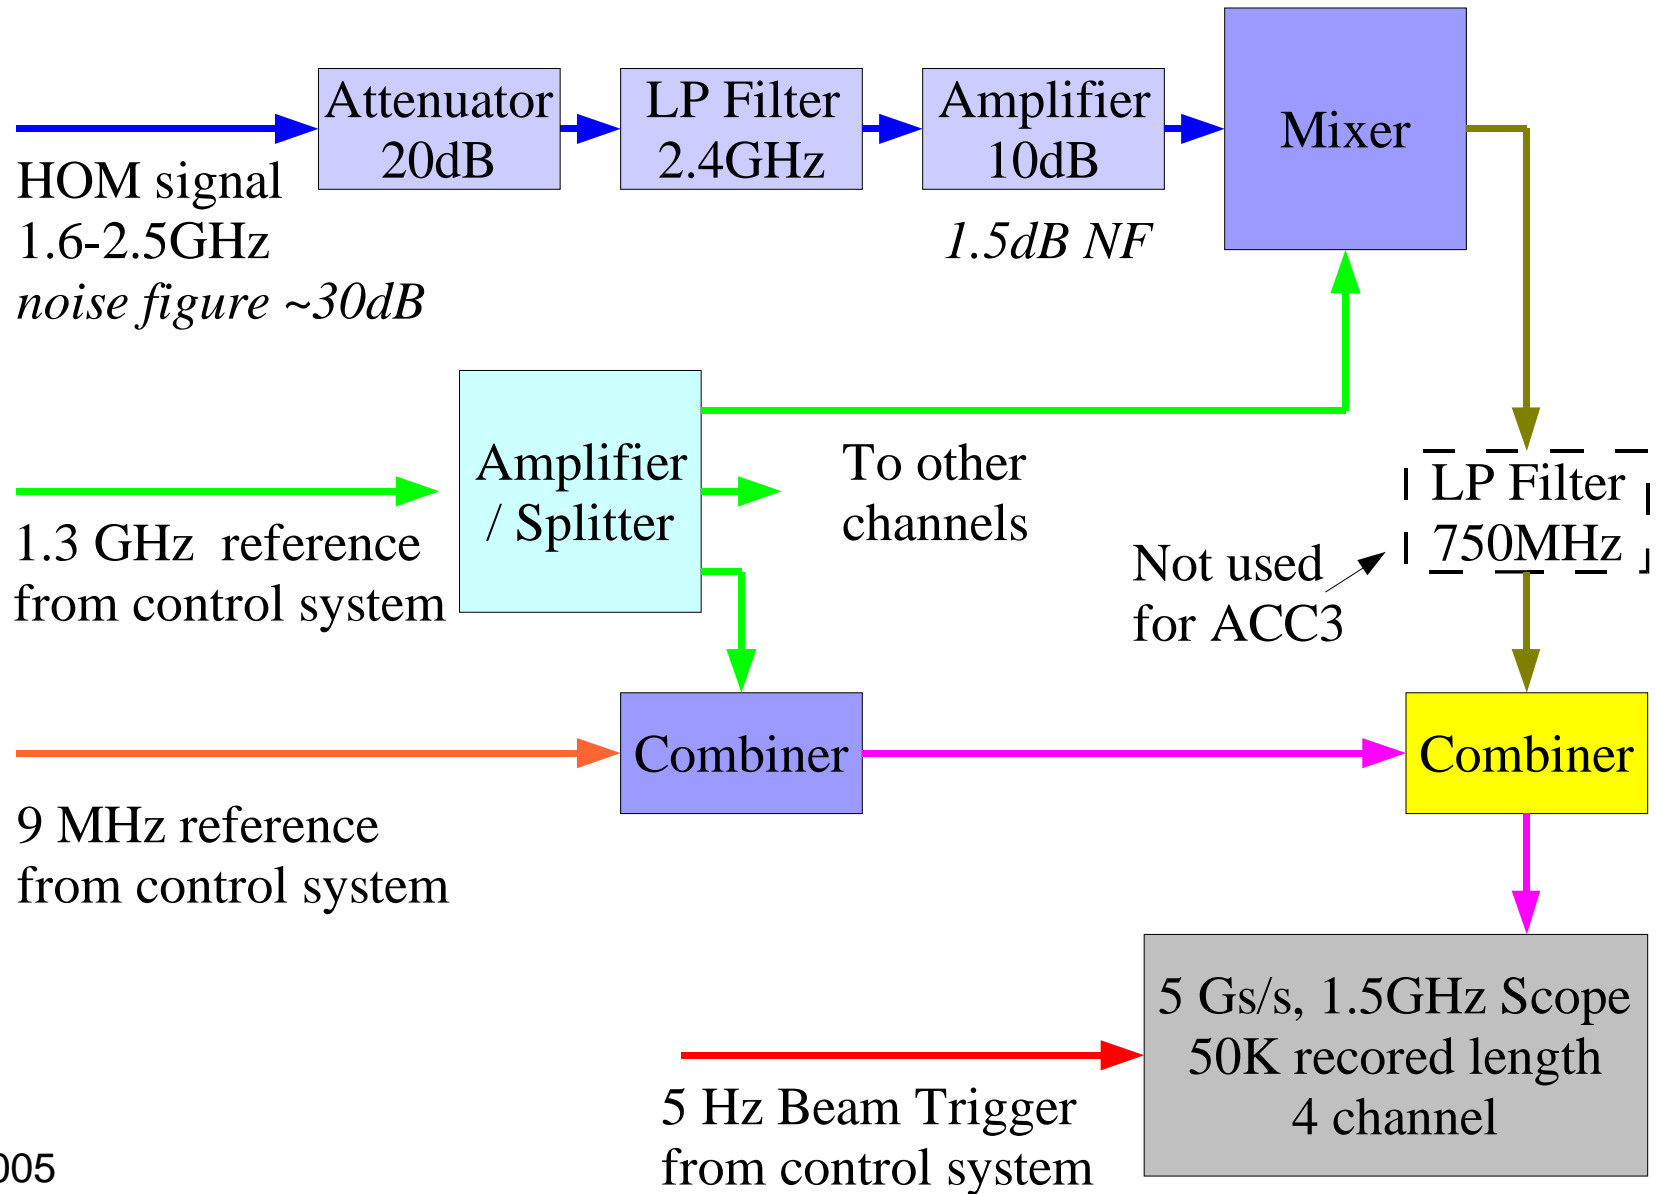 Attenuator
20dB
LP Filter
2.4GHz
Amplifier
10dB
Mixer
HOM signal
1.6-2.5GHz
noise figure ~30dB
1.5dB NF
Amplifier
/ Splitter
To other
channels
LP Filter
750MHz
1.3 GHz  reference
from control system
Not used
for ACC3
Combiner
Combiner
9 MHz reference
from control system
5 Gs/s, 1.5GHz Scope
50K recored length
4 channel
5 Hz Beam Trigger
from control system
005